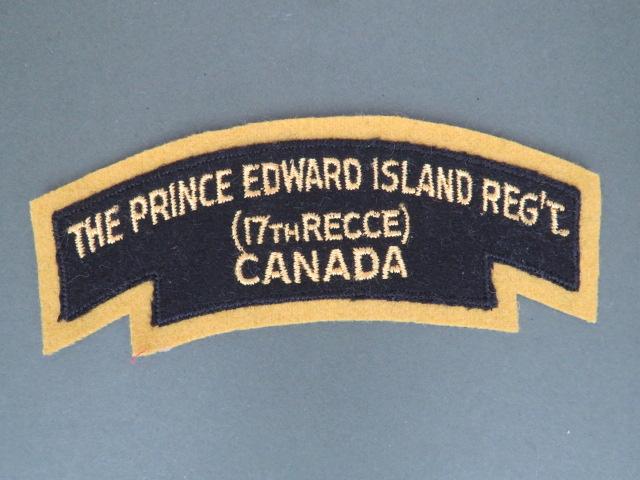 THE PRINCE EDWARD ISLAND REG'T.
(17TH RECCE)
CANADA